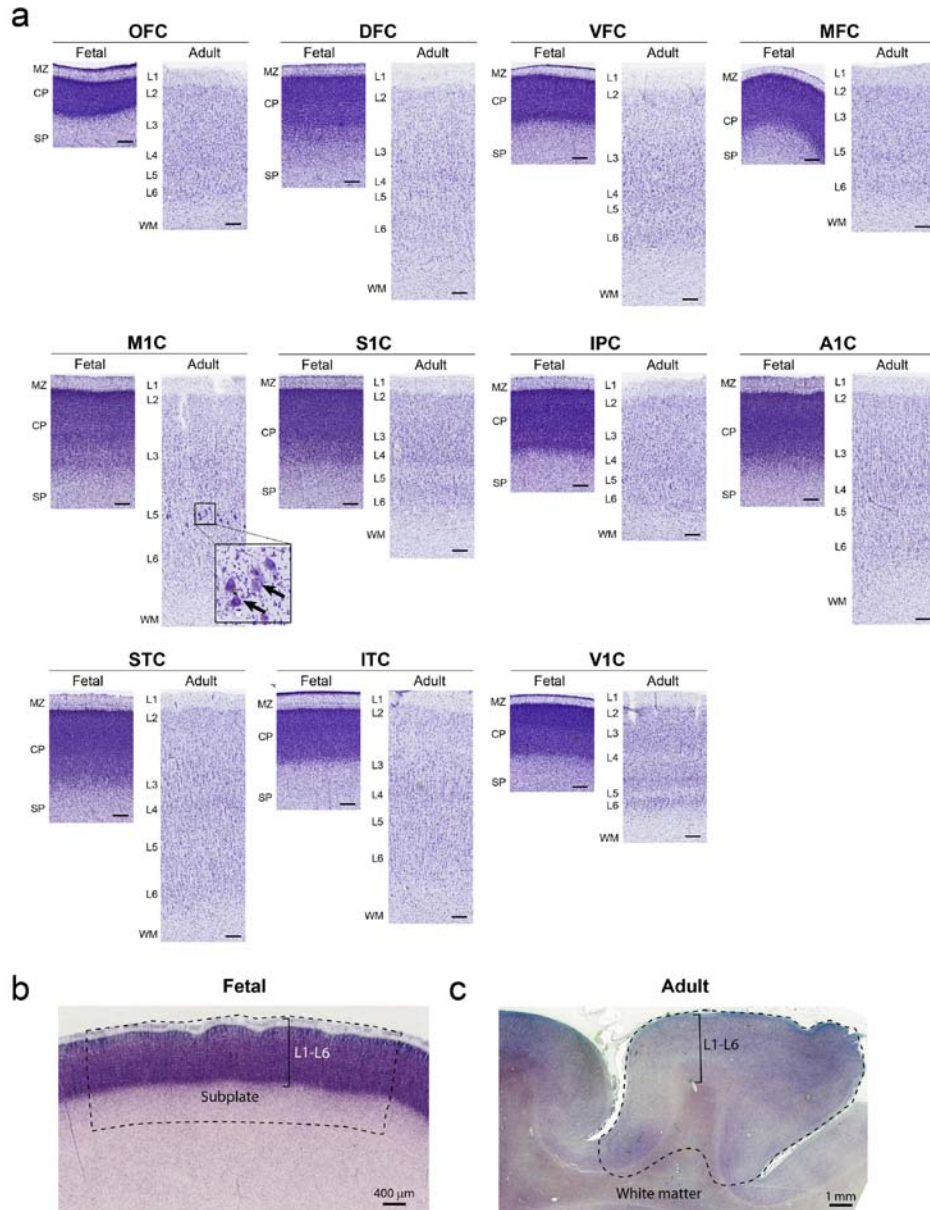 a
OFC DFC VFC MFC
Fetal Adult Fetal Adult Fetal Adult Fetal Adult
MZ CP SP L1 L2 L3 L4 L5 L6 WM
MZ CP SP L1 L2 L3 L4 L5 L6 WM
MZ CP SP L1 L2 L3 L4 L5 L6 WM
MZ CP SP L1 L2 L3 L5 L6 WM
M1C S1C IPC A1C
Fetal Adult Fetal Adult Fetal Adult Fetal Adult
MZ CP SP L1 L2 L3 L5 L6 WM
MZ CP SP L1 L2 L3 L4 L5 L6 WM
MZ CP SP L1 L2 L3 L4 L5 L6 WM
MZ CP SP L1 L2 L3 L4 L5 L6 WM
STC ITC V1C
Fetal Adult Fetal Adult Fetal Adult
MZ CP SP L1 L2 L3 L4 L5 L6 WM
MZ CP SP L1 L2 L3 L4 L5 L6 WM
MZ CP SP L1 L2 L3 L4 L5 L6 WM
b Fetal
L1-L6
Subplate
400 μm
c Adult
L1-L6
White matter
1 mm